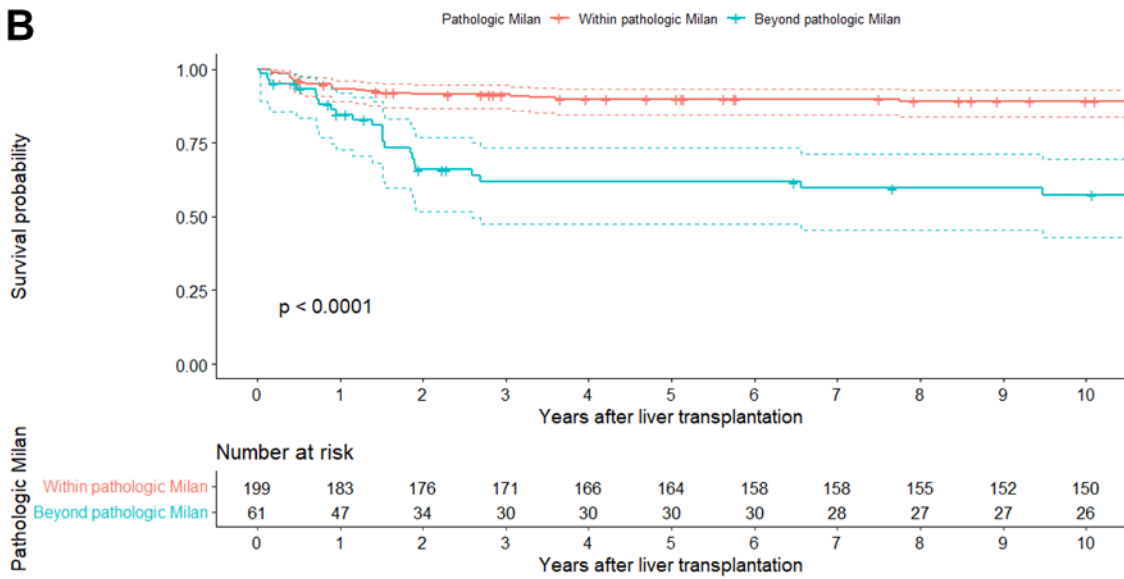 B
Pathologic Milan Within pathologic Milan Beyond pathologic Milan
Survival probability
1.00
0.75
0.50
0.25
0.00
p < 0.0001
0 1 2 3 4 5 6 7 8 9 10
Years after liver transplantation
Pathologic Milan
Number at risk
Within pathologic Milan 199 183 176 171 166 164 158 158 155 152 150
Beyond pathologic Milan 61 47 34 30 30 30 30 28 27 27 26
0 1 2 3 4 5 6 7 8 9 10
Years after liver transplantation